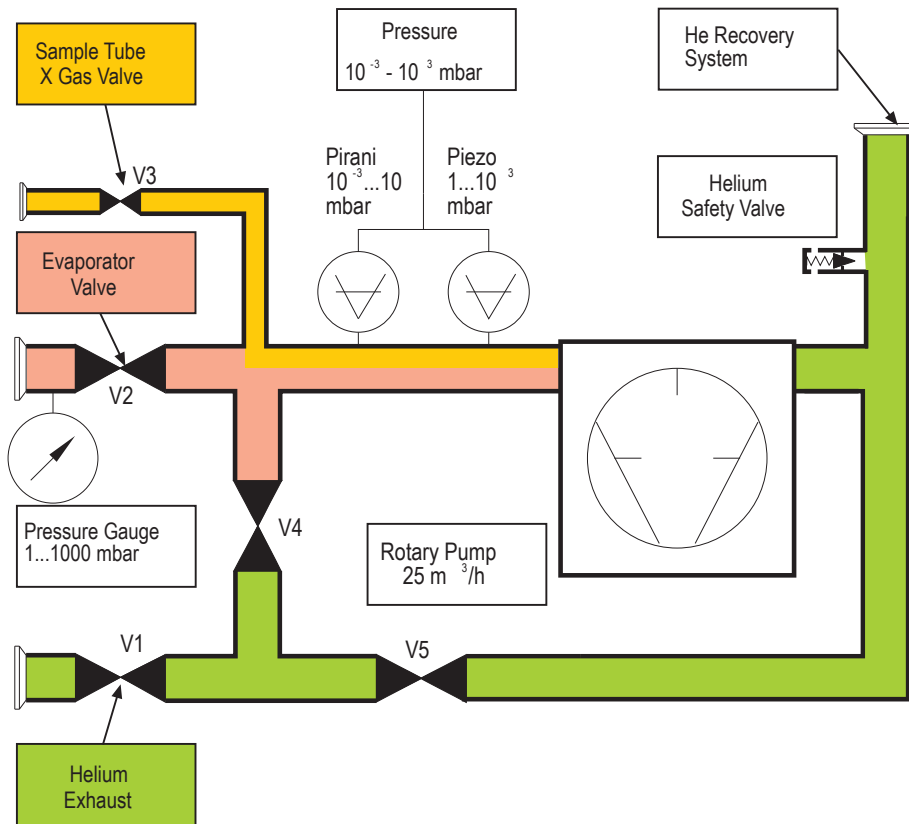 Sample Tube
X Gas Valve
Pressure
10 ⁻³ - 10 ³ mbar
He Recovery
System
Pirani
10⁻³...10
mbar
Piezo
1...10 ³
mbar
V3
Helium
Safety Valve
Evaporator
Valve
V2
Pressure Gauge
1...1000 mbar
V4
Rotary Pump
25 m ³/h
V1
V5
Helium
Exhaust